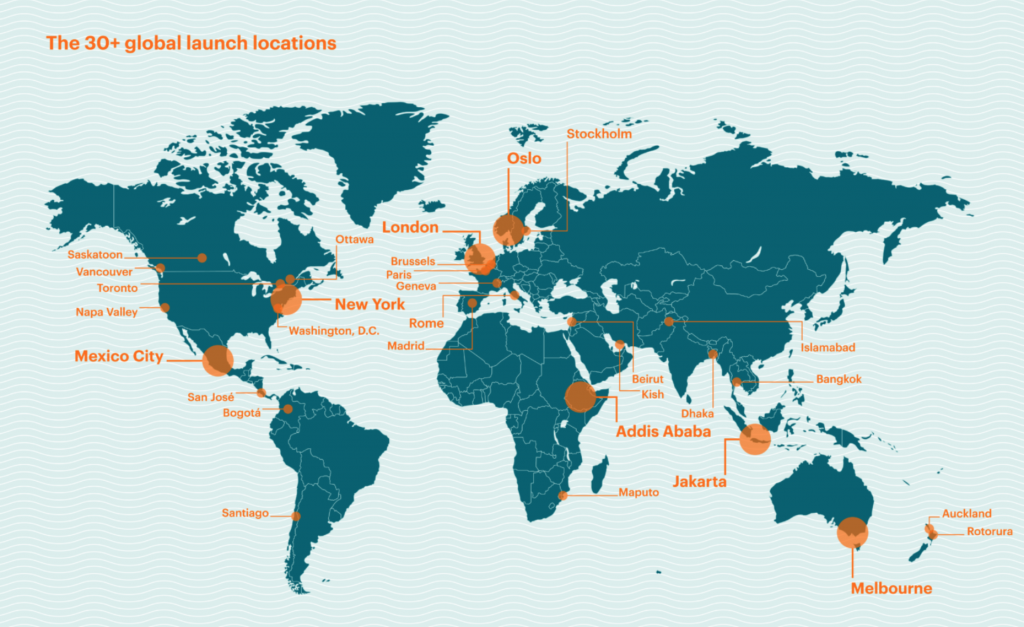 The 30+ global launch locations
Stockholm
Oslo
London
Ottawa
Saskatoon
Brussels
Vancouver
Paris
Toronto
Geneva
New York
Napa Valley
Rome
Washington, D.C.
Madrid
Islamabad
Mexico City
Beirut
Bangkok
San José
Kish
Bogotá
Dhaka
Addis Ababa
Jakarta
Maputo
Santiago
Auckland
Rotorura
Melbourne